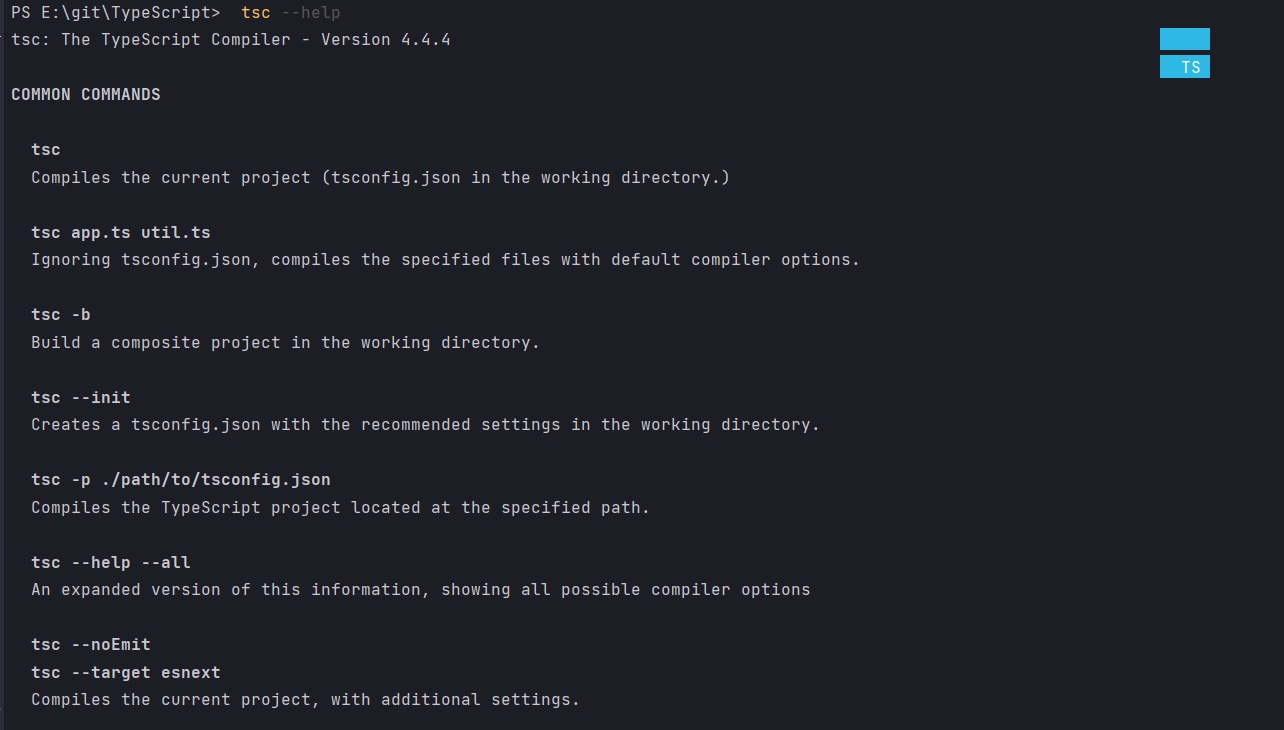 PS E:\git\TypeScript> tsc --help
tsc: The TypeScript Compiler - Version 4.4.4
TS
COMMON COMMANDS
tsc
Compiles the current project (tsconfig.json in the working directory.)
tsc app.ts util.ts
Ignoring tsconfig.json, compiles the specified files with default compiler options.
tsc -b
Build a composite project in the working directory.
tsc --init
Creates a tsconfig.json with the recommended settings in the working directory.
tsc -p ./path/to/tsconfig.json
Compiles the TypeScript project located at the specified path.
tsc --help --all
An expanded version of this information, showing all possible compiler options
tsc --noEmit
tsc --target esnext
Compiles the current project, with additional settings.